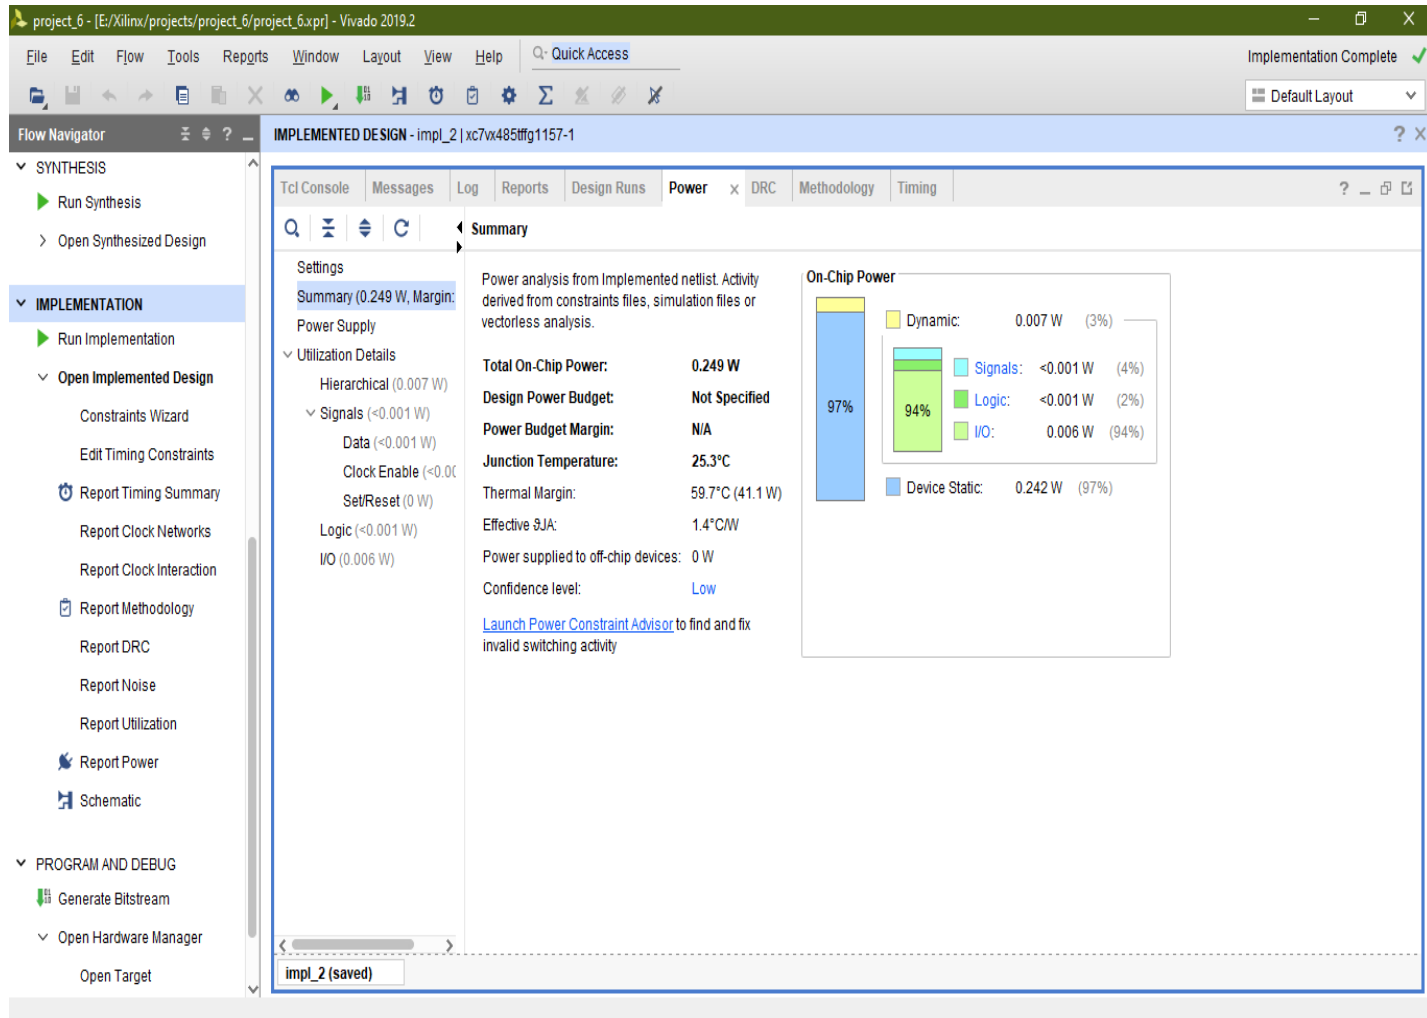 project_6 - [E:/Xilinx/projects/project_6/project_6.xpr] - Vivado 2019.2
File Edit Flow Tools Reports Window Layout View Help Quick Access
Implementation Complete
Default Layout
Flow Navigator
IMPLEMENTED DESIGN - impl_2 | xc7vx485tffg1157-1
SYNTHESIS
Run Synthesis
Open Synthesized Design
IMPLEMENTATION
Run Implementation
Open Implemented Design
Constraints Wizard
Edit Timing Constraints
Report Timing Summary
Report Clock Networks
Report Clock Interaction
Report Methodology
Report DRC
Report Noise
Report Utilization
Report Power
Schematic
PROGRAM AND DEBUG
Generate Bitstream
Open Hardware Manager
Open Target
Tcl Console Messages Log Reports Design Runs Power DRC Methodology Timing
Settings
Summary (0.249 W, Margin:
Power Supply
Utilization Details
Hierarchical (0.007 W)
Signals (<0.001 W)
Data (<0.001 W)
Clock Enable (<0.00
Set/Reset (0 W)
Logic (<0.001 W)
I/O (0.006 W)
Summary
Power analysis from Implemented netlist. Activity
derived from constraints files, simulation files or
vectorless analysis.
Total On-Chip Power: 0.249 W
Design Power Budget: Not Specified
Power Budget Margin: N/A
Junction Temperature: 25.3°C
Thermal Margin: 59.7°C (41.1 W)
Effective ϑJA: 1.4°C/W
Power supplied to off-chip devices: 0 W
Confidence level: Low
Launch Power Constraint Advisor to find and fix
invalid switching activity
On-Chip Power
97%
Dynamic: 0.007 W (3%)
94%
Signals: <0.001 W (4%)
Logic: <0.001 W (2%)
I/O: 0.006 W (94%)
Device Static: 0.242 W (97%)
impl_2 (saved)